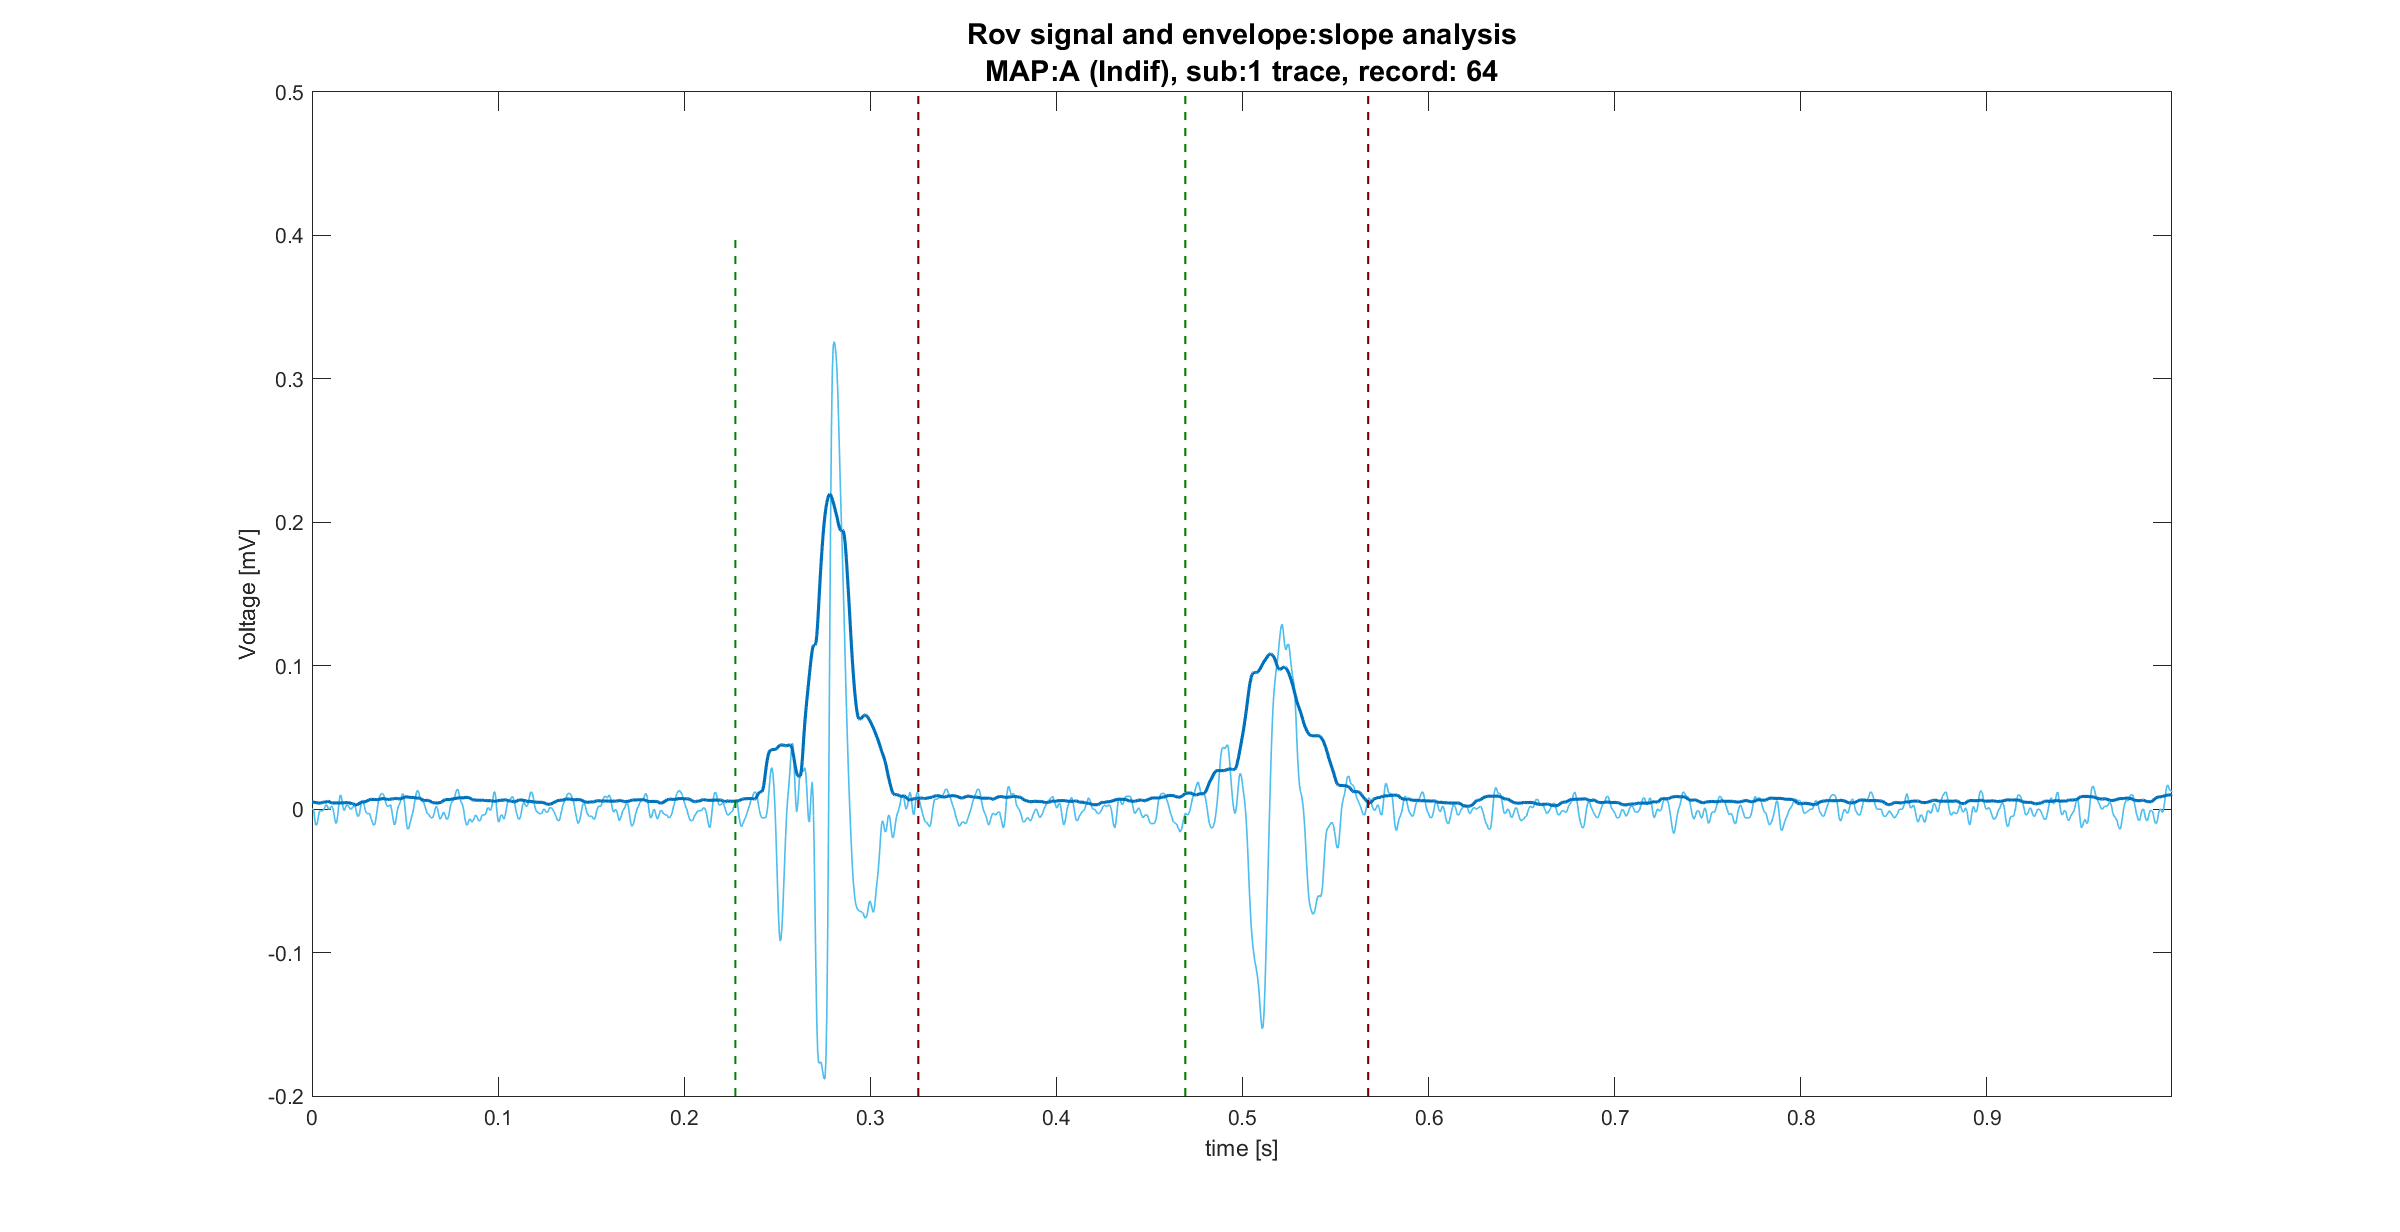 Rov signal and envelope:slope analysis
MAP:A (Indif), sub:1 trace, record: 64
0.5
0.4
0.3
0.2
0.1
0
-0.1
-0.2
Voltage [mV]
0 0.1 0.2 0.3 0.4 0.5 0.6 0.7 0.8 0.9
time [s]